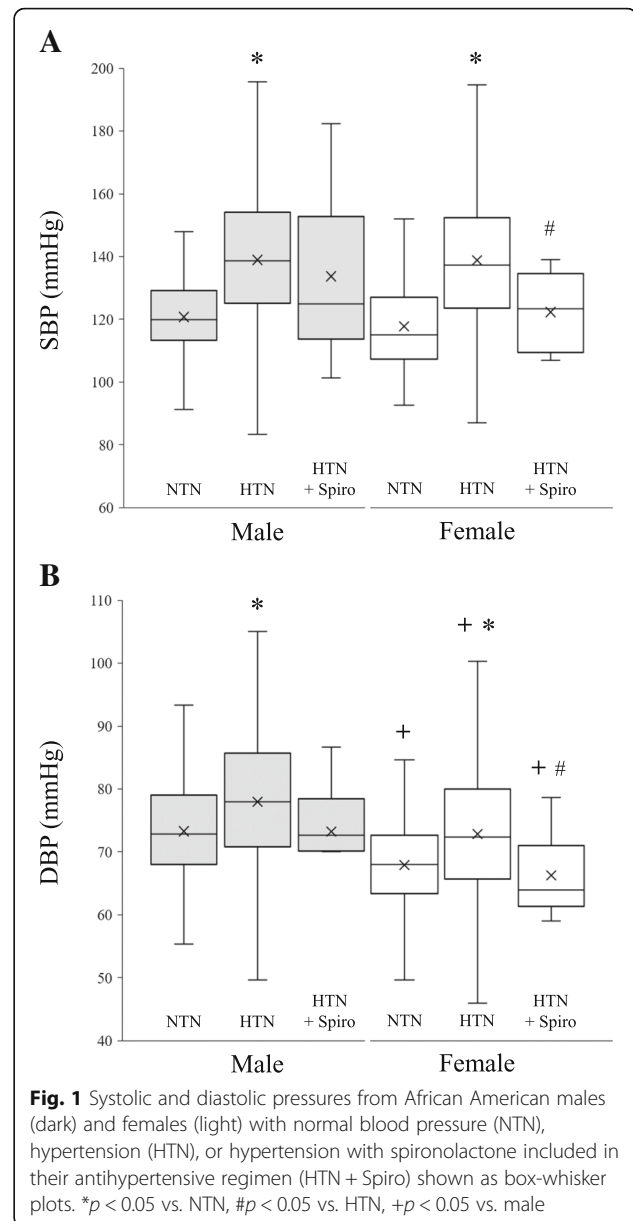 A
* *
200
180
160
140
120
100
80
60
SBP (mmHg)
#
NTN HTN HTN + Spiro NTN HTN HTN + Spiro
Male Female
B
110
100
90
80
70
60
50
40
DBP (mmHg)
*
+
+ *
+ #
NTN HTN HTN + Spiro NTN HTN HTN + Spiro
Male Female
Fig. 1 Systolic and diastolic pressures from African American males
(dark) and females (light) with normal blood pressure (NTN),
hypertension (HTN), or hypertension with spironolactone included in
their antihypertensive regimen (HTN + Spiro) shown as box-whisker
plots. *p < 0.05 vs. NTN, #p < 0.05 vs. HTN, +p < 0.05 vs. male